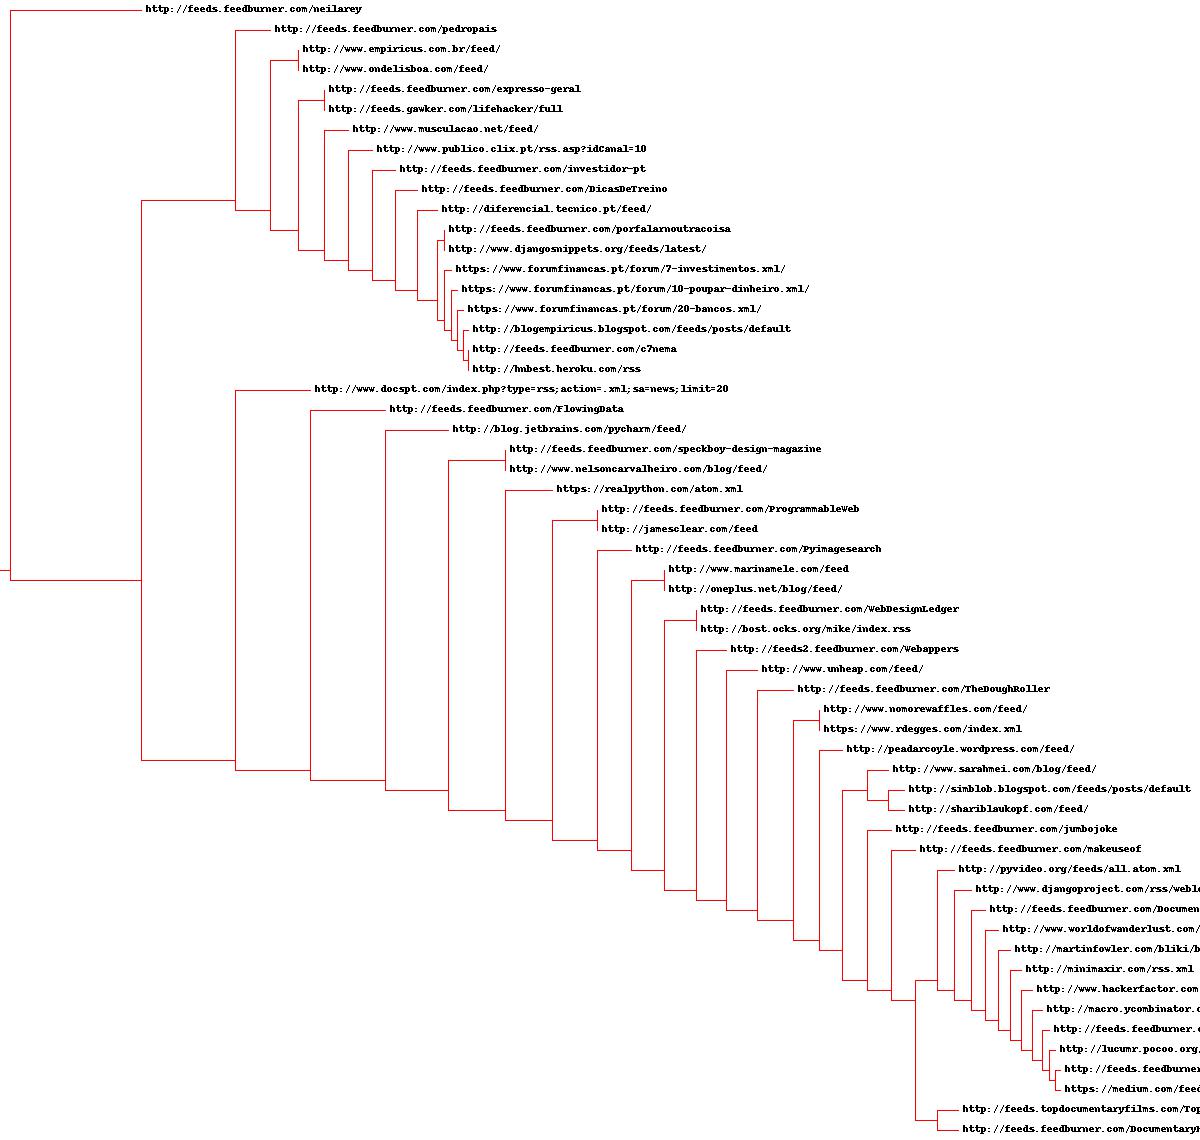 http://feeds.feedburner.com/neilarey
http://feeds.feedburner.com/pedropais
http://www.empiricus.com.br/feed/
http://www.ondelisboa.com/feed/
http://feeds.feedburner.com/expresso-geral
http://feeds.gawker.com/lifehacker/full
http://www.musculacao.net/feed/
http://www.publico.clix.pt/rss.asp?idCanal=10
http://feeds.feedburner.com/investidor-pt
http://feeds.feedburner.com/DicasDeTreino
http://diferencial.tecnico.pt/feed/
http://feeds.feedburner.com/porfalarnoutracoisa
http://www.djangosnippets.org/feeds/latest/
https://www.forumfinancas.pt/forum/7-investimentos.xml/
https://www.forumfinancas.pt/forum/10-poupar-dinheiro.xml/
https://www.forumfinancas.pt/forum/20-bancos.xml/
http://blogempiricus.blogspot.com/feeds/posts/default
http://feeds.feedburner.com/c7nema
http://hnbest.heroku.com/rss
http://www.docspt.com/index.php?type=rss;action=.xml;sa=news;limit=20
http://feeds.feedburner.com/FlowingData
http://blog.jetbrains.com/pycharm/feed/
http://feeds.feedburner.com/speckboy-design-magazine
http://www.nelsoncarvalheiro.com/blog/feed/
https://realpython.com/atom.xml
http://feeds.feedburner.com/ProgrammableWeb
http://jamesclear.com/feed
http://feeds.feedburner.com/Pyimagesearch
http://www.marinamele.com/feed
http://oneplus.net/blog/feed/
http://feeds.feedburner.com/WebDesignLedger
http://bost.ocks.org/mike/index.rss
http://feeds2.feedburner.com/Webappers
http://www.unheap.com/feed/
http://feeds.feedburner.com/TheDoughRoller
http://www.nomorewaffles.com/feed/
https://www.rdegges.com/index.xml
http://peadarcoyle.wordpress.com/feed/
http://www.sarahmei.com/blog/feed/
http://simblob.blogspot.com/feeds/posts/default
http://shariblaukopf.com/feed/
http://feeds.feedburner.com/jumbojoke
http://feeds.feedburner.com/makeuseof
http://pyvideo.org/feeds/all.atom.xml
http://www.djangoproject.com/rss/weblo
http://feeds.feedburner.com/Documen
http://www.worldofwanderlust.com/
http://martinfowler.com/bliki/b
http://minimaxir.com/rss.xml
http://www.hackerfactor.com
http://macro.ycombinator.c
http://feeds.feedburner.c
http://lucumr.pocoo.org/
http://feeds.feedburner
https://medium.com/feed
http://feeds.topdocumentaryfilms.com/Top
http://feeds.feedburner.com/DocumentaryH